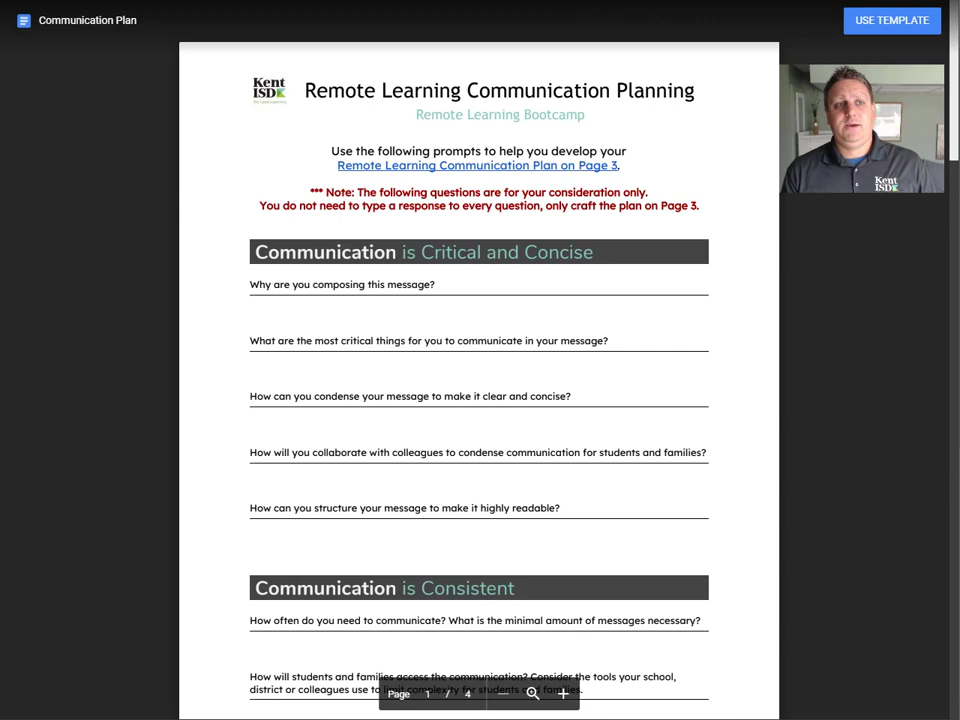 Communication Plan
USE TEMPLATE
Kent
ISD
Remote Learning Communication Planning
Remote Learning Bootcamp
Use the following prompts to help you develop your
Remote Learning Communication Plan on Page 3.
*** Note: The following questions are for your consideration only.
You do not need to type a response to every question, only craft the plan on Page 3.
Kent
ISD
Communication is Critical and Concise
Why are you composing this message?
What are the most critical things for you to communicate in your message?
How can you condense your message to make it clear and concise?
How will you collaborate with colleagues to condense communication for students and families?
How can you structure your message to make it highly readable?
Communication is Consistent
How often do you need to communicate? What is the minimal amount of messages necessary?
How will students and families access the communication? Consider the tools your school,
district or colleagues use to limit complexity for students and families.
Page 1 / 4